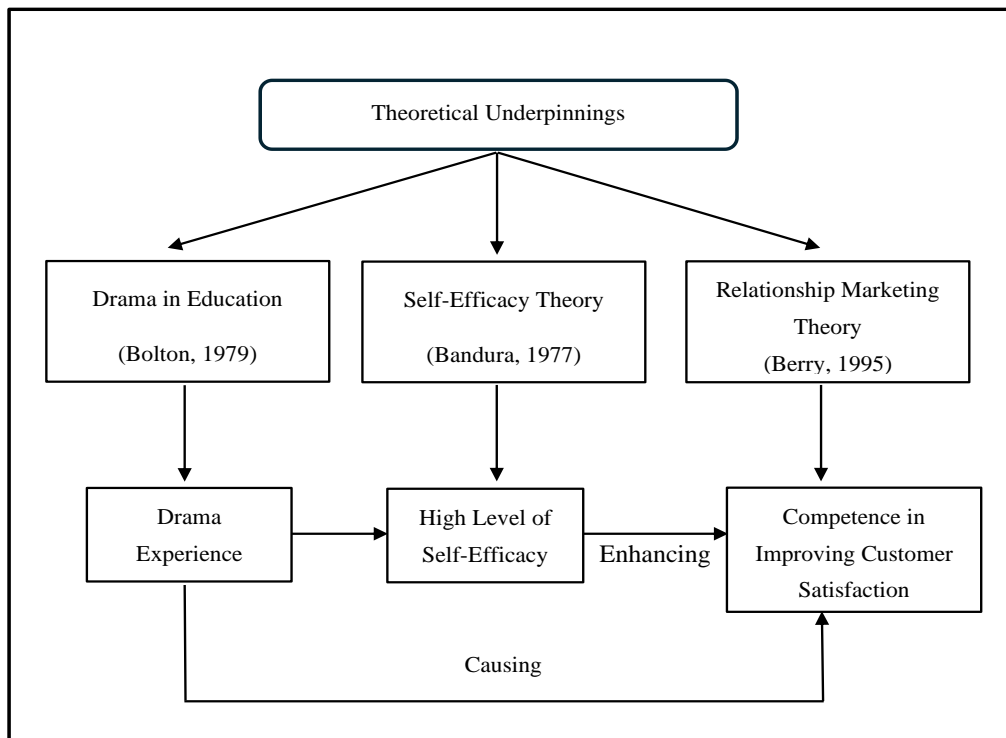 Theoretical Underpinnings
Drama in Education
(Bolton, 1979)
Self-Efficacy Theory
(Bandura, 1977)
Relationship Marketing
Theory
(Berry, 1995)
Drama
Experience
High Level of
Self-Efficacy
Enhancing
Competence in
Improving Customer
Satisfaction
Causing